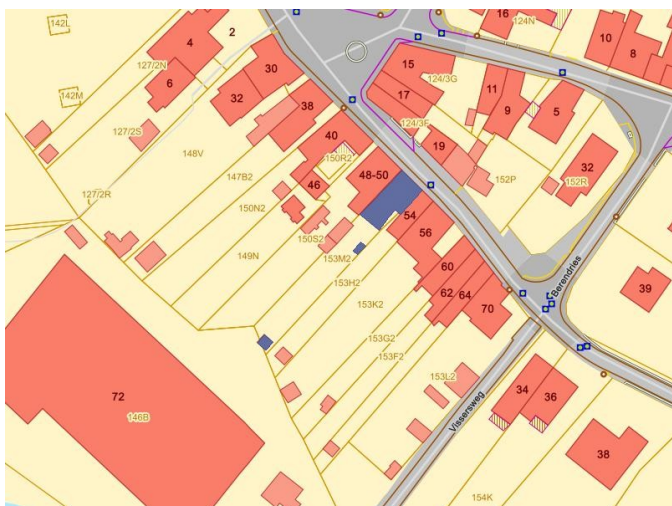 142L
4
2
124N
16
10
8
127/2N
6
30
15
124/3G
142M
32
38
17
11
9
5
124/3F
127/2S
40
19
148V
150R2
32
147B2
46
48-50
152P
152R
127/2R
150N2
54
56
150S2
149N
153M2
60
153H2
62
64
70
Berendries
39
153K2
153G2
153F2
153L2
34
36
72
146B
Vissersweg
38
154K